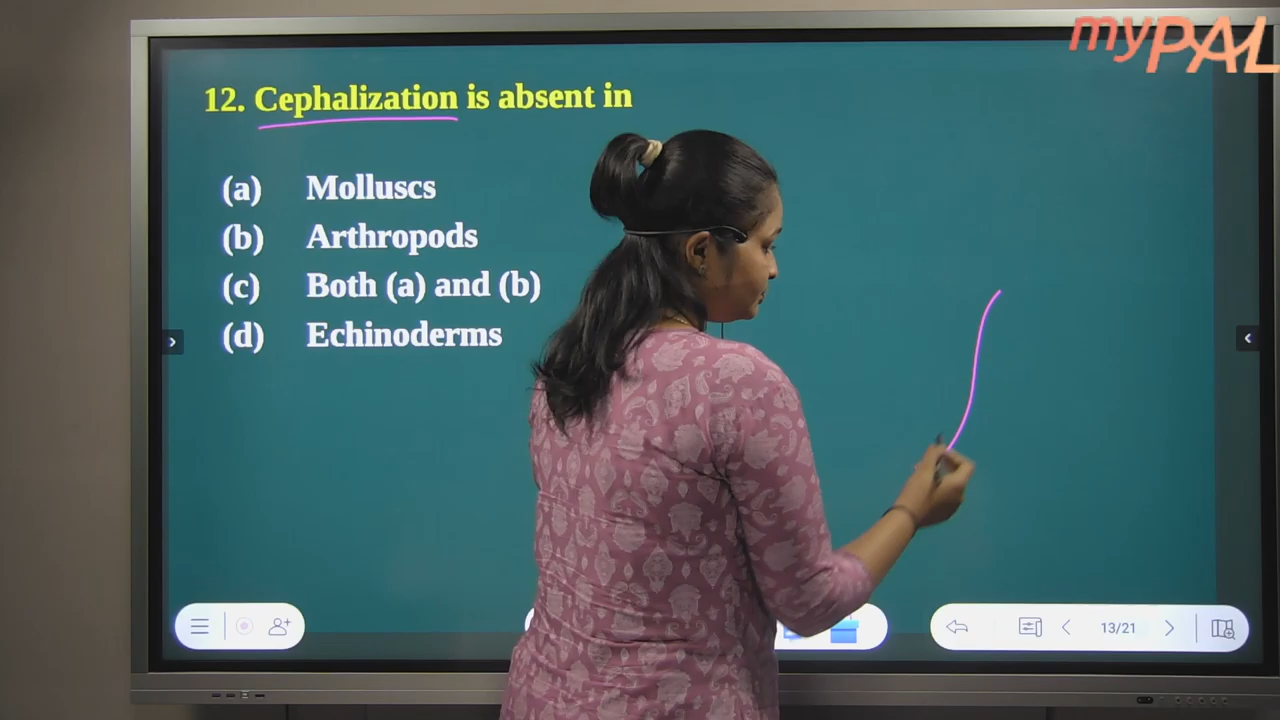 myPAL
12. Cephalization is absent in
(a) Molluscs
(b) Arthropods
(c) Both (a) and (b)
(d) Echinoderms
13/21